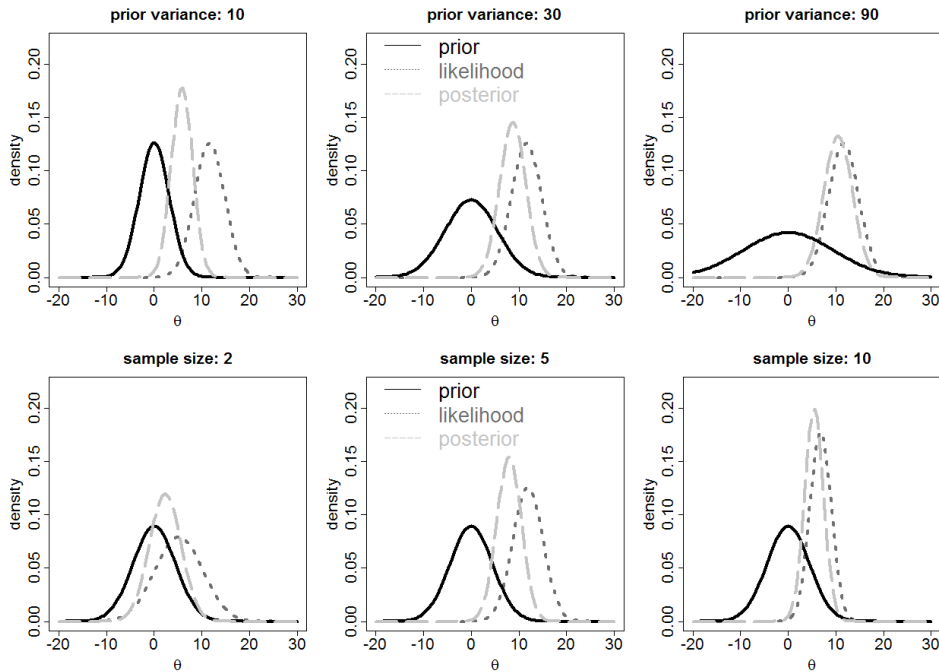 prior variance: 10
density
0.00 0.05 0.10 0.15 0.20
-20 -10 0 10 20 30
θ
prior variance: 30
prior
likelihood
posterior
density
0.00 0.05 0.10 0.15 0.20
-20 -10 0 10 20 30
θ
prior variance: 90
density
0.00 0.05 0.10 0.15 0.20
-20 -10 0 10 20 30
θ
sample size: 2
density
0.00 0.05 0.10 0.15 0.20
-20 -10 0 10 20 30
θ
sample size: 5
prior
likelihood
posterior
density
0.00 0.05 0.10 0.15 0.20
-20 -10 0 10 20 30
θ
sample size: 10
density
0.00 0.05 0.10 0.15 0.20
-20 -10 0 10 20 30
θ